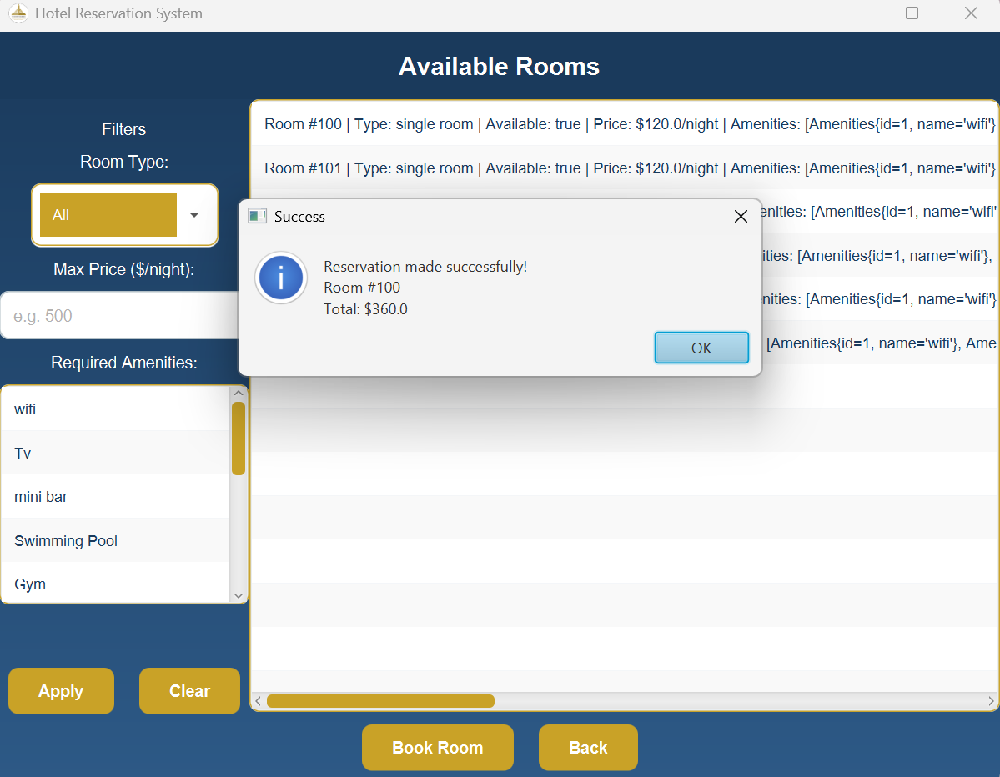 Hotel Reservation System
Available Rooms
Filters
Room Type:
All
Max Price ($/night):
e.g. 500
Required Amenities:
wifi
Tv
mini bar
Swimming Pool
Gym
Apply
Clear
Room #100 | Type: single room | Available: true | Price: $120.0/night | Amenities: [Amenities{id=1, name='wifi'},
Room #101 | Type: single room | Available: true | Price: $120.0/night | Amenities: [Amenities{id=1, name='wifi'},
enities: [Amenities{id=1, name='wifi'
ities: [Amenities{id=1, name='wifi'},
nities: [Amenities{id=1, name='wifi'}
[Amenities{id=1, name='wifi'}, Ame
Success
Reservation made successfully!
Room #100
Total: $360.0
OK
Book Room
Back